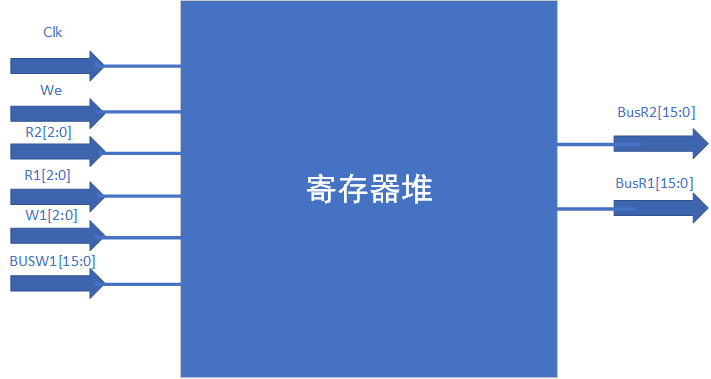 Clk
We
R2[2:0]
R1[2:0]
W1[2:0]
BUSW1[15:0]
寄存器堆
BusR2[15:0]
BusR1[15:0]